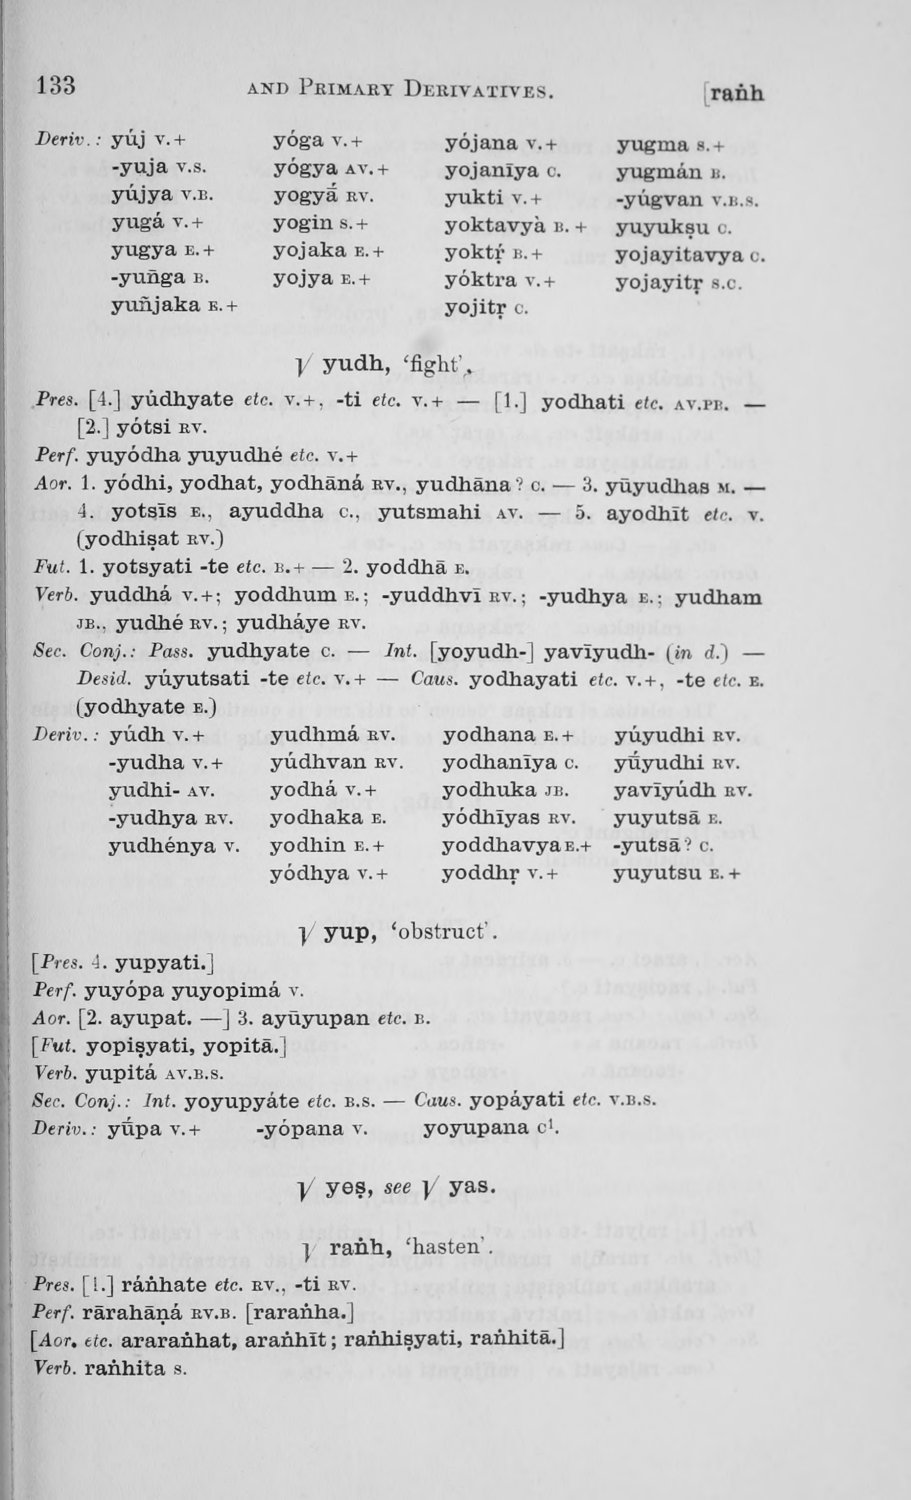 133 AND PRIMARY DERIVATIVES. [raṅh
Deriv.: yúj V.+ yóga V.+ yójana V.+ yugma S.+
-yuja V.S. yógya AV.+ yojanīya C. yugmán B.
yújya V.B. yogyā́ RV. yukti V.+ -yúgvan V.B.S.
yugá V.+ yogin S.+ yoktavyà B.+ yuyukṣu C.
yugya E.+ yojaka E.+ yoktṛ́ B.+ yojayitavya C.
-yun̄ga B. yojya E.+ yóktra V.+ yojayitṛ S.C.
yuñjaka E.+ yojitṛ C.
√ yudh, ‘fight’.
Pres. [4.] yúdhyate etc. V.+, -ti etc. V.+ — [1.] yodhati etc. AV.PB. —
[2.] yótsi RV.
Perf. yuyódha yuyudhé etc. V.+
Aor. 1. yódhi, yodhat, yodhāná RV., yudhāna? C. — 3. yūyudhas M. —
4. yotsīs E., ayuddha C., yutsmahi AV. — 5. ayodhīt etc. V.
(yodhiṣat RV.)
Fut. 1. yotsyati -te etc. B.+ — 2. yoddhā E.
Verb. yuddhá V.+; yoddhum E.; -yuddhvī RV.; -yudhya E.; yudham
JB., yudhé RV.; yudháye RV.
Sec. Conj.: Pass. yudhyate C. — Int. [yoyudh-] yavīyudh- (in d.) —
Desid. yúyutsati -te etc. V.+ — Caus. yodhayati etc. V.+, -te etc. E.
(yodhyate E.)
Deriv.: yúdh V.+ yudhmá RV. yodhana E.+ yúyudhi RV.
-yudha V.+ yúdhvan RV. yodhanīya C. yū́yudhi RV.
yudhi- AV. yodhá V.+ yodhuka JB. yavīyúdh RV.
-yudhya RV. yodhaka E. yódhīyas RV. yuyutsā E.
yudhénya V. yodhin E.+ yoddhavya E.+ -yutsā? C.
yódhya V.+ yoddhṛ V.+ yuyutsu E.+
√ yup, ‘obstruct’.
[Pres. 4. yupyati.]
Perf. yuyópa yuyopimá V.
Aor. [2. ayupat. —] 3. ayūyupan etc. B.
[Fut. yopiṣyati, yopitā.]
Verb. yupitá AV.B.S.
Sec. Conj.: Int. yoyupyáte etc. B.S. — Caus. yopáyati etc. V.B.S.
Deriv.: yū́pa V.+ -yópana V. yoyupana C¹.
√ yeṣ, see √ yas.
√ raṅh, ‘hasten’.
Pres. [1.] ráṅhate etc. RV., -ti RV.
Perf. rārahāṇá RV.B. [raraṅha.]
[Aor. etc. araraṅhat, araṅhīt; raṅhiṣyati, raṅhitā.]
Verb. raṅhita S.